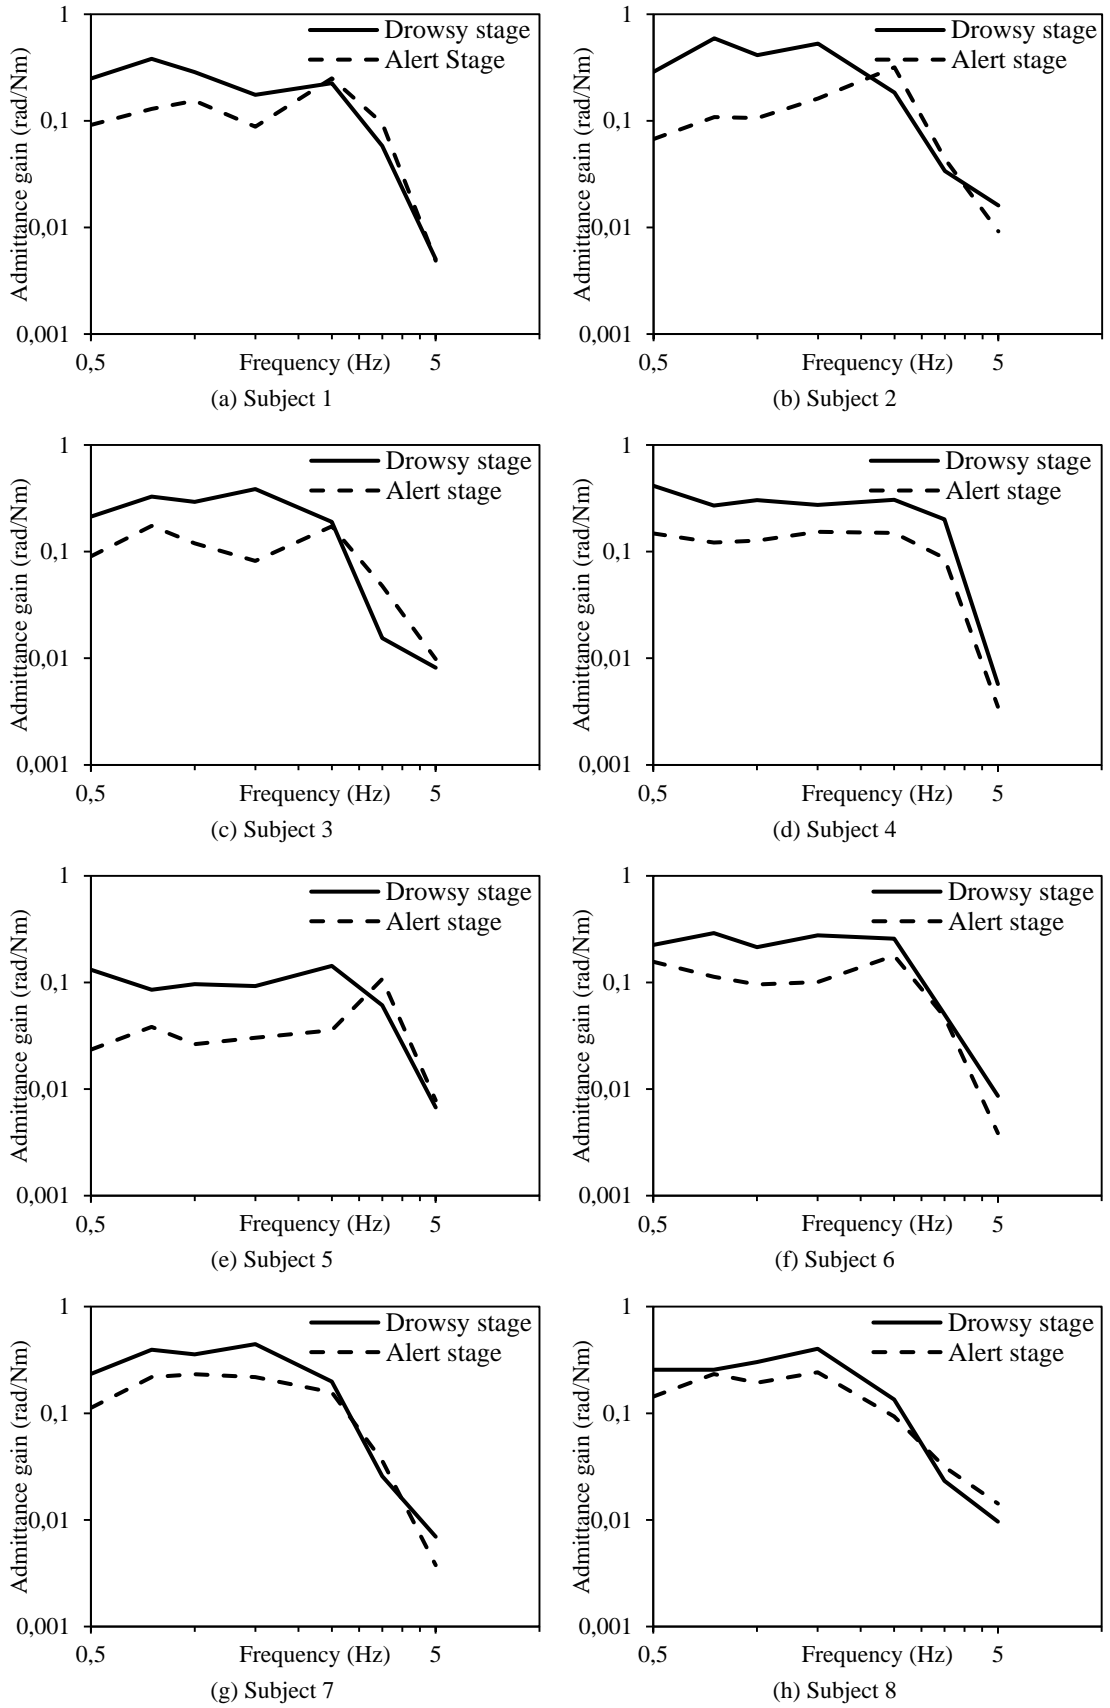 1
Drowsy stage
Alert Stage
0,1
0,01
0,001
Admittance gain (rad/Nm)
0,5
Frequency (Hz)
5
(a) Subject 1
1
Drowsy stage
Alert stage
0,1
0,01
0,001
Admittance gain (rad/Nm)
0,5
Frequency (Hz)
5
(b) Subject 2
1
Drowsy stage
Alert stage
0,1
0,01
0,001
Admittance gain (rad/Nm)
0,5
Frequency (Hz)
5
(c) Subject 3
1
Drowsy stage
Alert stage
0,1
0,01
0,001
Admittance gain (rad/Nm)
0,5
Frequency (Hz)
5
(d) Subject 4
1
Drowsy stage
Alert stage
0,1
0,01
0,001
Admittance gain (rad/Nm)
0,5
Frequency (Hz)
5
(e) Subject 5
1
Drowsy stage
Alert stage
0,1
0,01
0,001
Admittance gain (rad/Nm)
0,5
Frequency (Hz)
5
(f) Subject 6
1
Drowsy stage
Alert stage
0,1
0,01
0,001
Admittance gain (rad/Nm)
0,5
Frequency (Hz)
5
(g) Subject 7
1
Drowsy stage
Alert stage
0,1
0,01
0,001
Admittance gain (rad/Nm)
0,5
Frequency (Hz)
5
(h) Subject 8